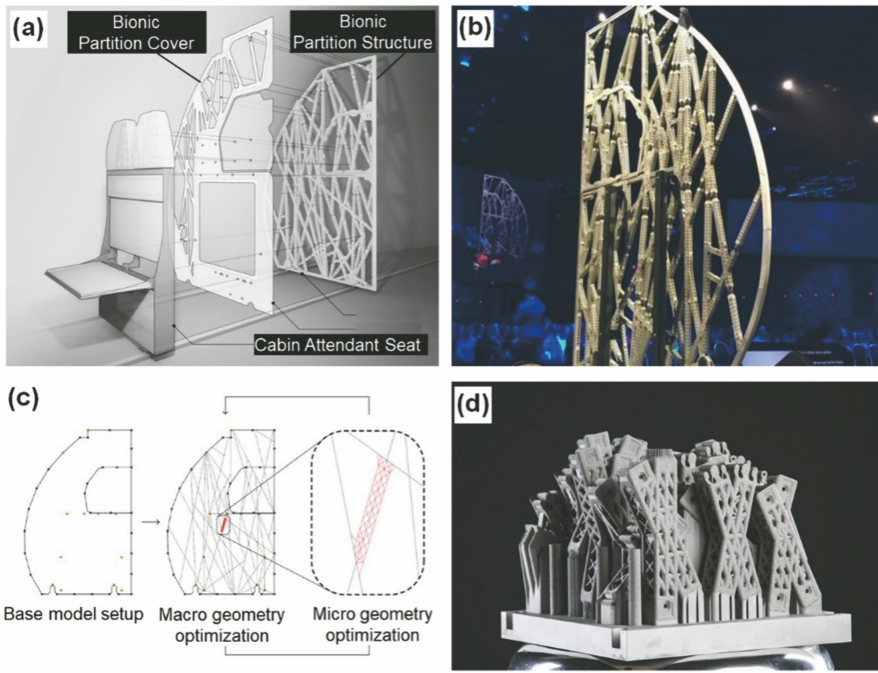 (a)
Bionic
Partition Cover
Bionic
Partition Structure
Cabin Attendant Seat
(b)
(c)
Base model setup
Macro geometry
optimization
Micro geometry
optimization
(d)